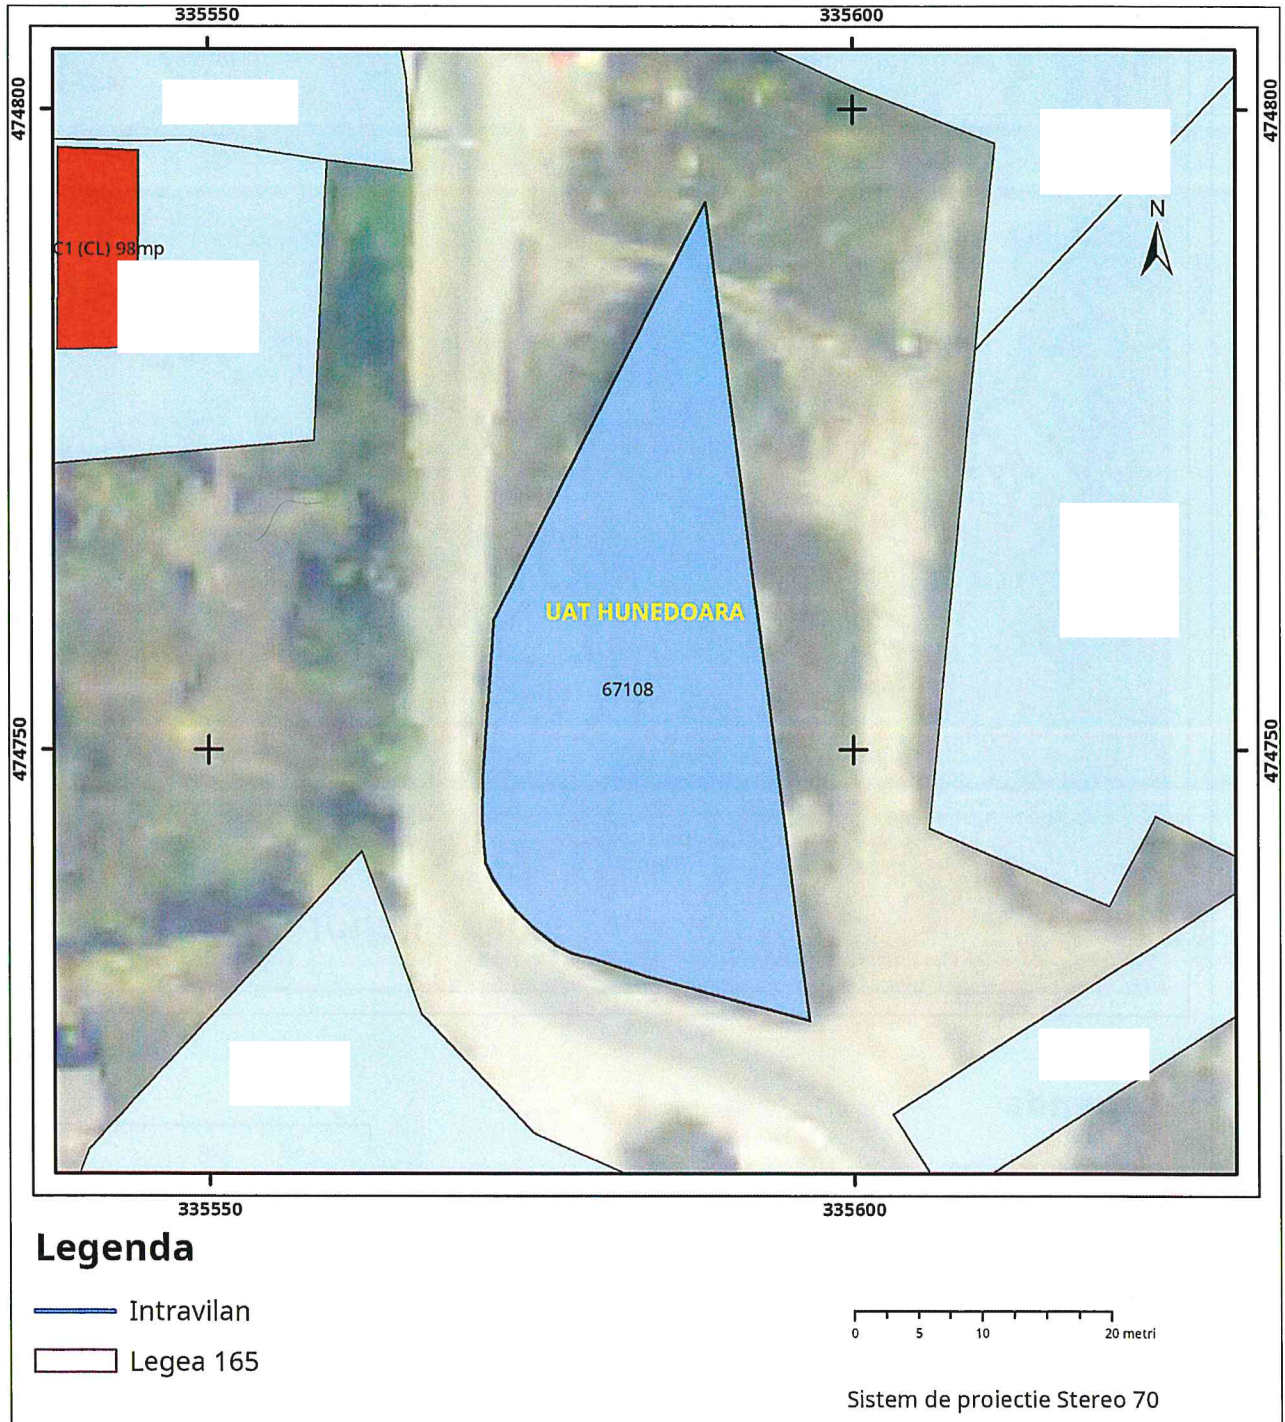 335550 335600
474800 474800
N
C1 (CL) 98mp
UAT HUNEDOARA
67108
474750 474750
335550 335600
Legenda
Intravilan
Legea 165
0 5 10 20 metri
Sistem de proiectie Stereo 70